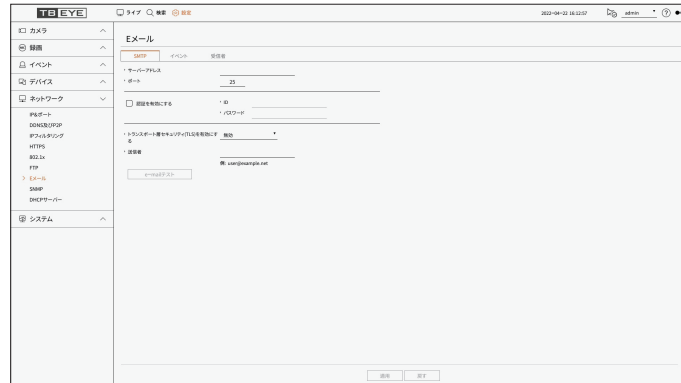 TB EYE
ライブ 検索 設定
2022-04-22 16:12:57 admin ?
カメラ
録画
イベント
デバイス
ネットワーク
IP&ポート
DDNS及びP2P
IPフィルタリング
HTTPS
802.1x
FTP
Eメール
SNMP
DHCPサーバー
システム
Eメール
SMTP イベント 受信者
サーバーアドレス
ポート 25
認証を有効にする
ID
パスワード
トランスポート層セキュリティ(TLS)を有効にす
る
無効
送信者
例: user@example.net
e-mailテスト
適用 戻す